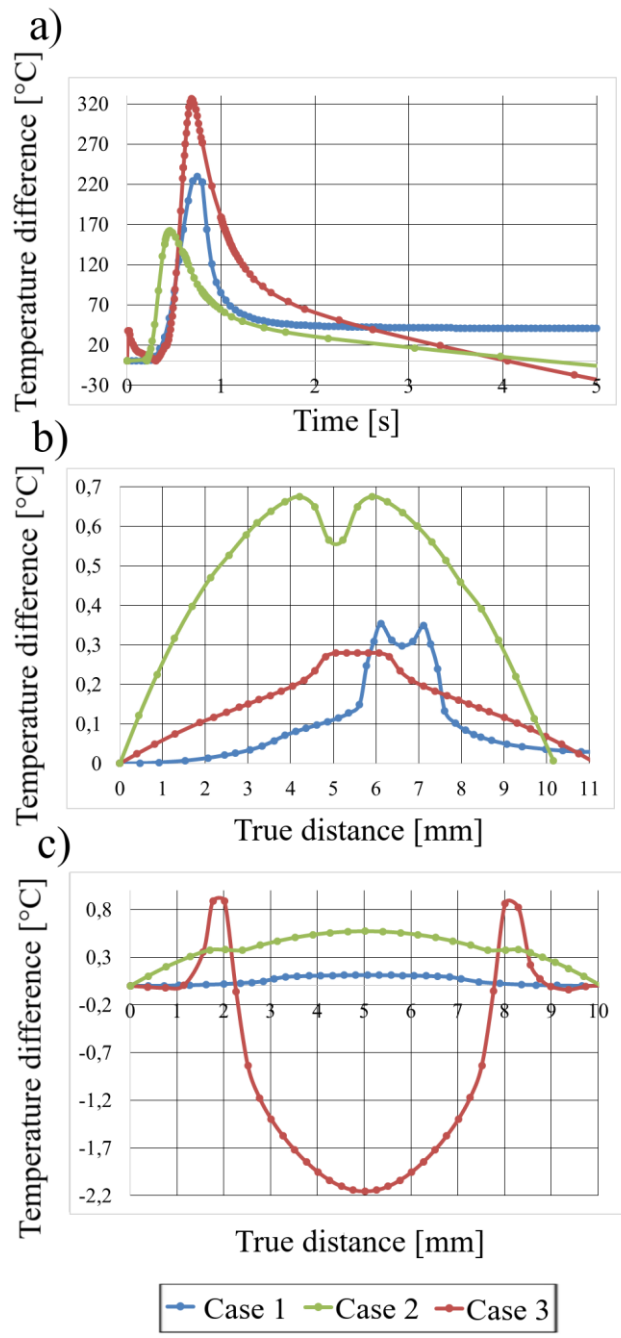 a)
Temperature difference [°C]
320
270
220
170
120
70
20
-30
0 1 2 3 4 5
Time [s]
b)
Temperature difference [°C]
0,7
0,6
0,5
0,4
0,3
0,2
0,1
0
0 1 2 3 4 5 6 7 8 9 10 11
True distance [mm]
c)
Temperature difference [°C]
0,8
0,3
-0,2
-0,7
-1,2
-1,7
-2,2
0 1 2 3 4 5 6 7 8 9 10
True distance [mm]
Case 1 Case 2 Case 3